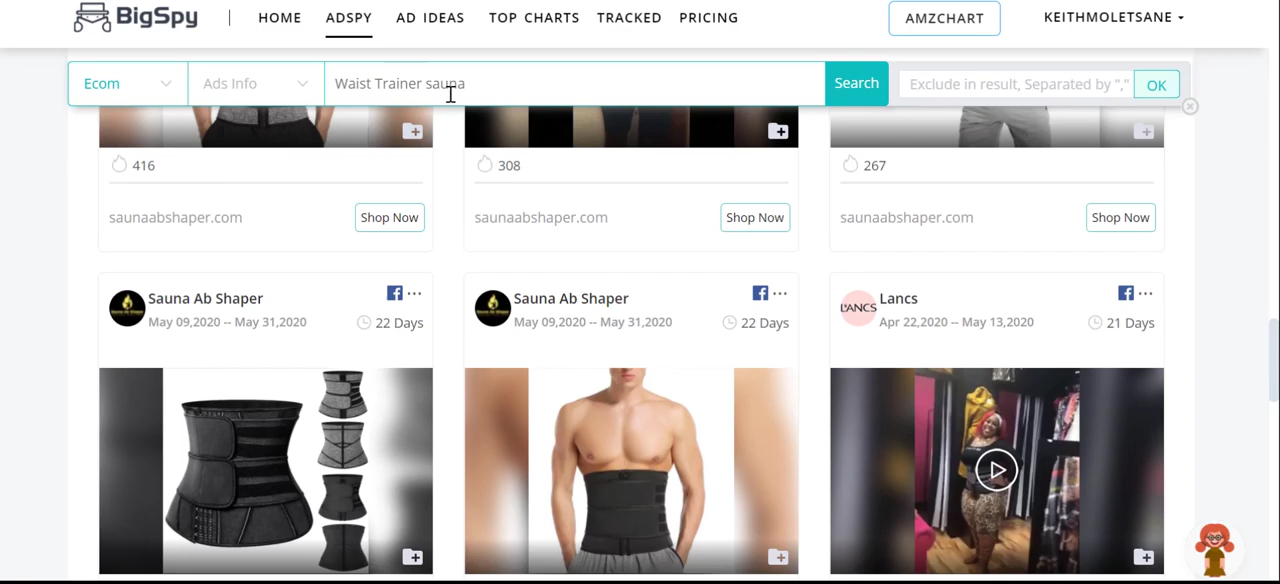 BigSpy | HOME ADSPY AD IDEAS TOP CHARTS TRACKED PRICING AMZCHART KEITHMOLETSANE
Ecom Ads Info Waist Trainer sauna Search Exclude in result, Separated by "," OK
416 308 267
saunaabshaper.com Shop Now saunaabshaper.com Shop Now saunaabshaper.com Shop Now
Sauna Ab Shaper ... Sauna Ab Shaper ... Lancs ...
May 09,2020 -- May 31,2020 22 Days May 09,2020 -- May 31,2020 22 Days Apr 22,2020 -- May 13,2020 21 Days
LANCS